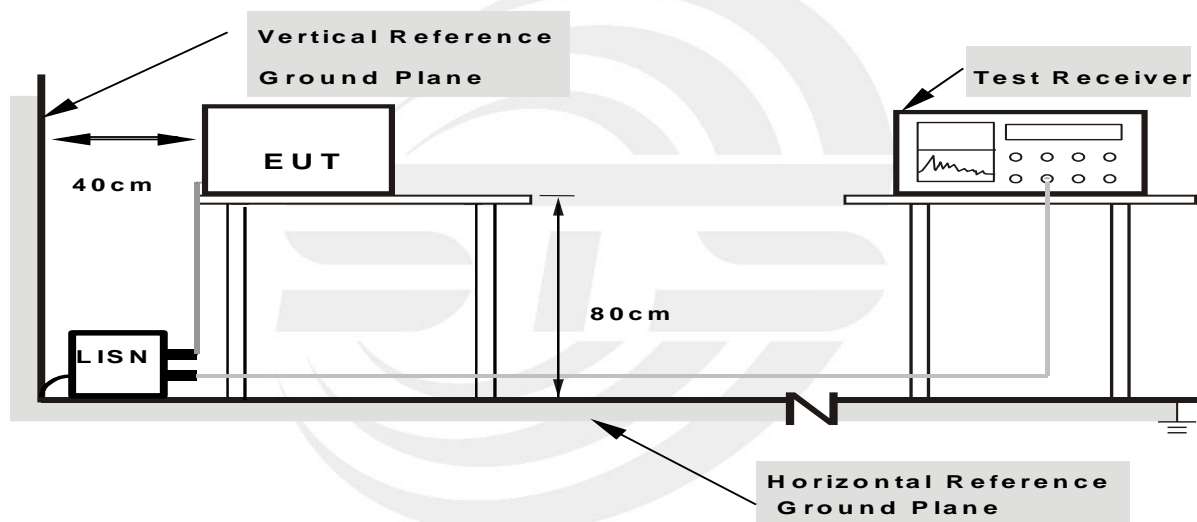 Vertical Reference
Ground Plane
Test Receiver
EUT
40cm
80cm
LISN
Horizontal Reference
Ground Plane